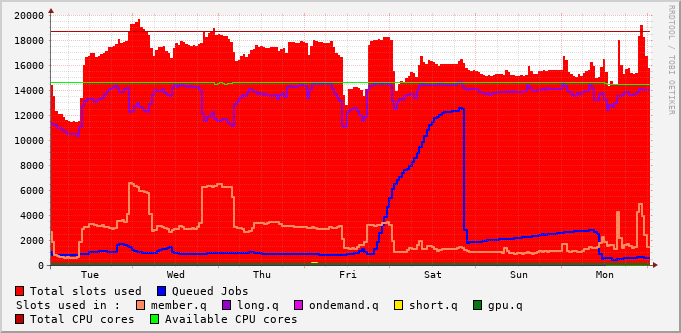 RRDTOOL / TOBI OETIKER
20000
18000
16000
14000
12000
10000
8000
6000
4000
2000
0
Tue Wed Thu Fri Sat Sun Mon
Total slots used Queued Jobs
Slots used in : member.q long.q ondemand.q short.q gpu.q
Total CPU cores Available CPU cores